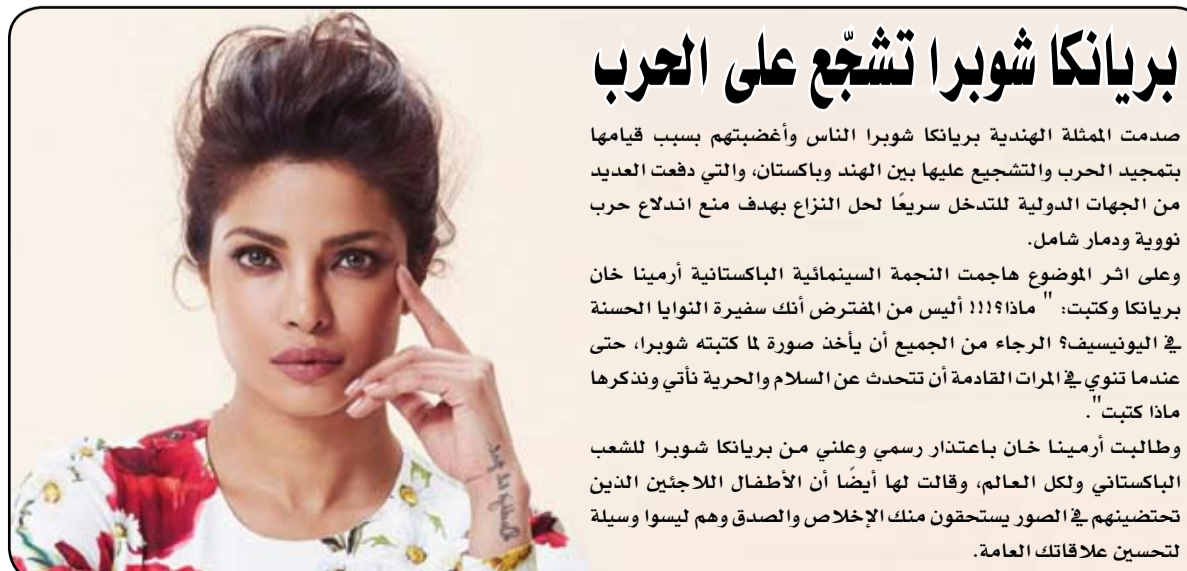 بريانكا شوبرا تشجّع على الحرب
صدمت الممثلة الهندية بريانكا شوبرا الناس وأغضبتهم بسبب قيامها
بتمجيد الحرب والتشجيع عليها بين الهند وباكستان، والتي دفعت العديد
من الجهات الدولية للتدخل سريعًا لحل النزاع بهدف منع اندلاع حرب
نووية ودمار شامل.
وعلى اثر الموضوع هاجمت النجمة السينمائية الباكستانية أرمينا خان
بريانكا وكتبت: " ماذا؟!!! أليس من المفترض أنك سفيرة النوايا الحسنة
في اليونيسيف؟ الرجاء من الجميع أن يأخذ صورة لما كتبته شوبرا، حتى
عندما تنوي في المرات القادمة أن تتحدث عن السلام والحرية نأتي ونذكرها
ماذا كتبت".
وطالبت أرمينا خان باعتذار رسمي وعلني من بريانكا شوبرا للشعب
الباكستاني ولكل العالم، وقالت لها أيضًا أن الأطفال اللاجئين الذين
تحتضينهم في الصور يستحقون منك الإخلاص والصدق وهم ليسوا وسيلة
لتحسين علاقاتك العامة.